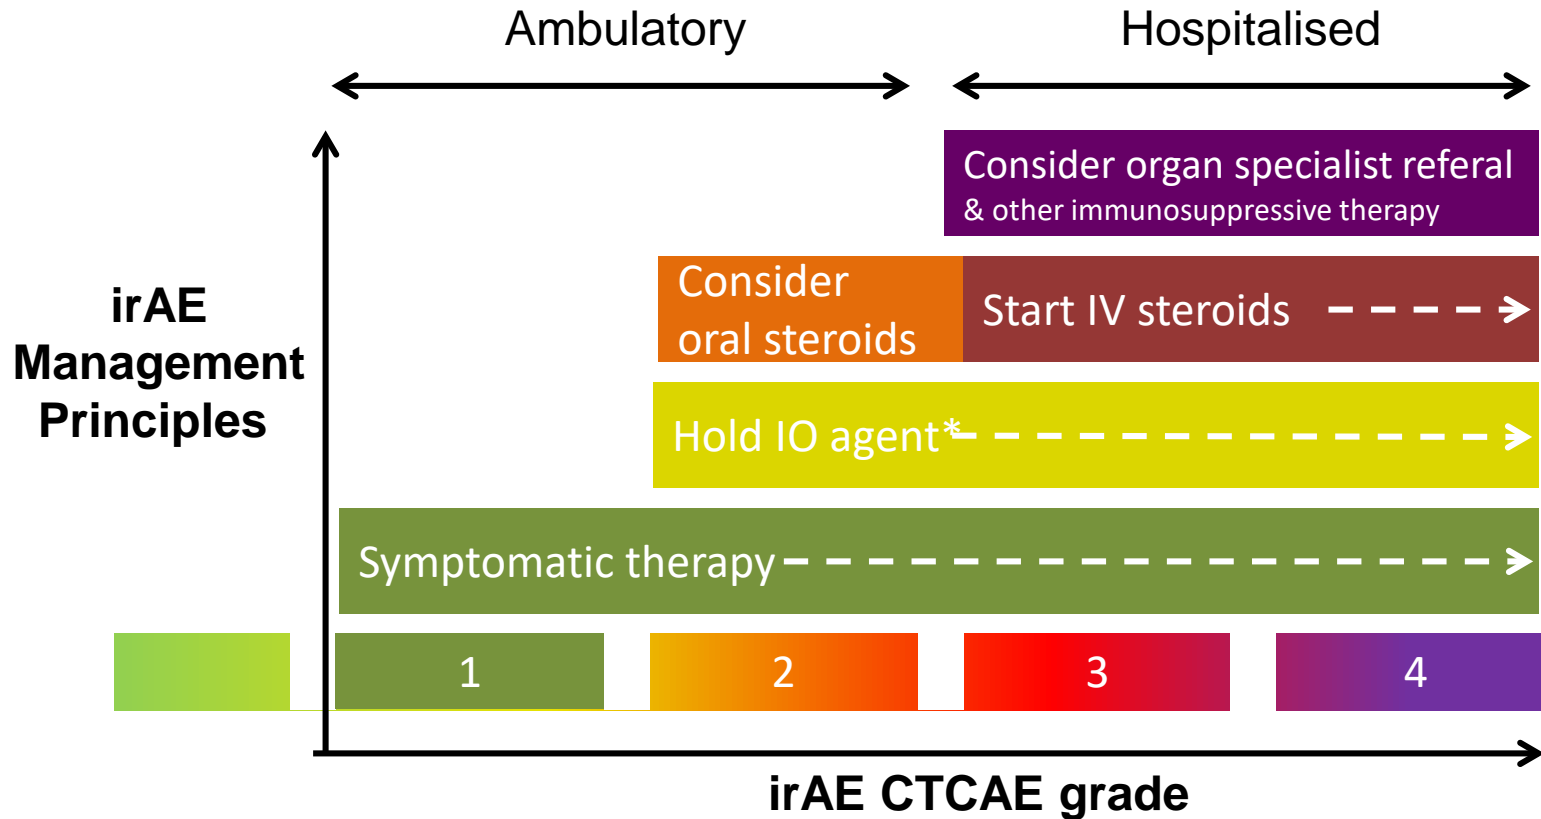 Ambulatory
Hospitalised
Consider organ specialist referal
& other immunosuppressive therapy
Consider
oral steroids
Start IV steroids
irAE
Management
Principles
Hold IO agent*
Symptomatic therapy
1
2
3
4
irAE CTCAE grade